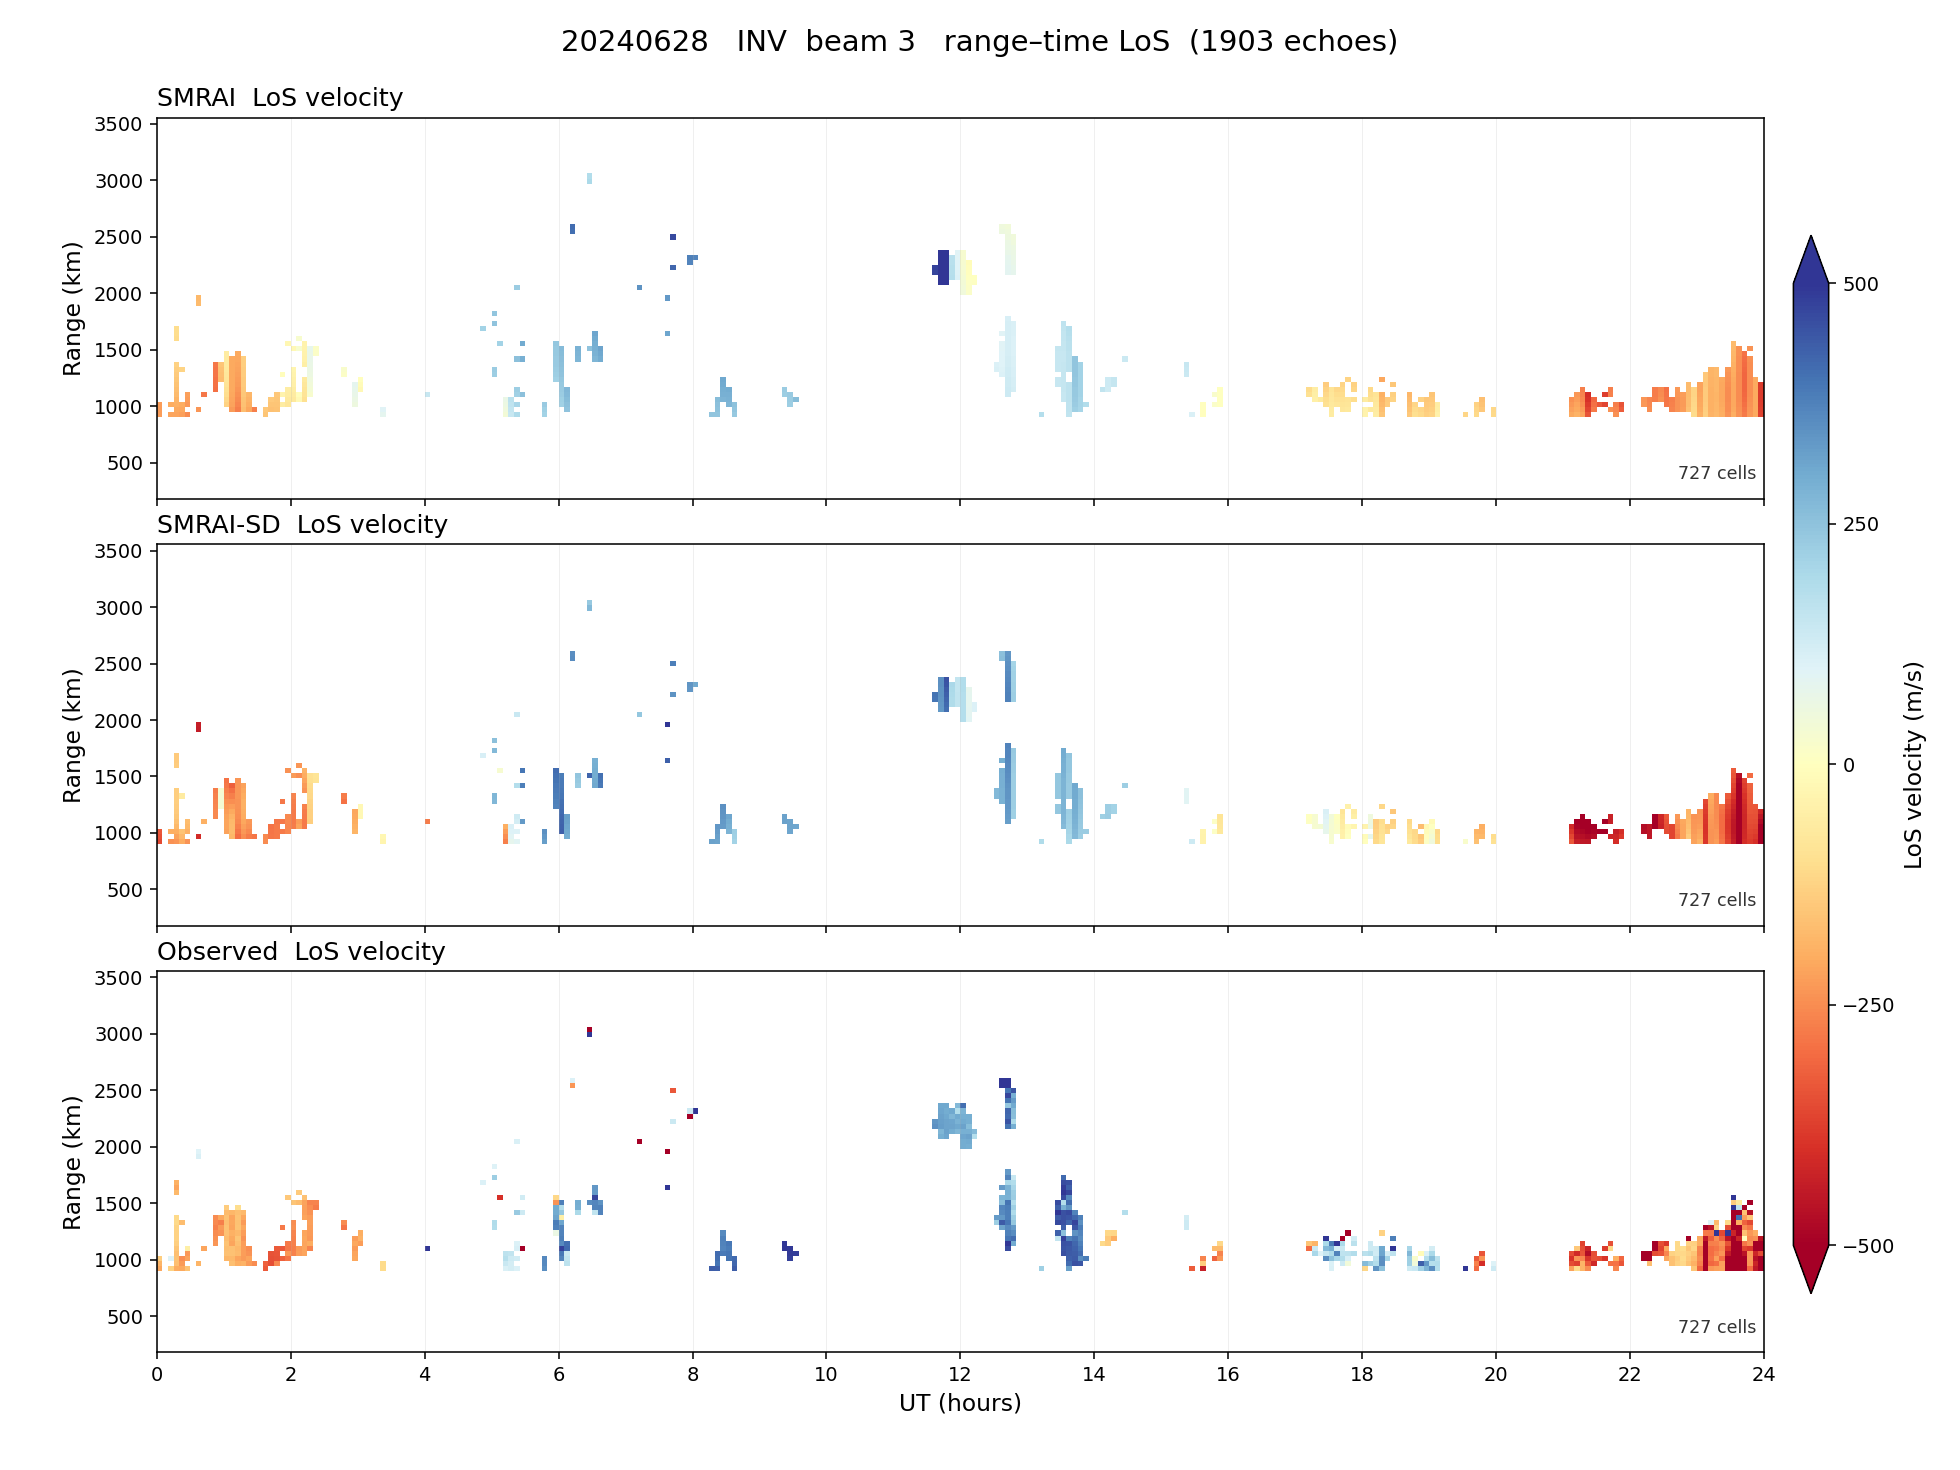 20240628   INV  beam 3   range–time LoS  (1903 echoes)
SMRAI  LoS velocity
3500
3000
2500
2000
1500
1000
500
Range (km)
727 cells
SMRAI-SD  LoS velocity
3500
3000
2500
2000
1500
1000
500
Range (km)
727 cells
Observed  LoS velocity
3500
3000
2500
2000
1500
1000
500
Range (km)
727 cells
0 2 4 6 8 10 12 14 16 18 20 22 24
UT (hours)
500
250
0
−250
−500
LoS velocity (m/s)